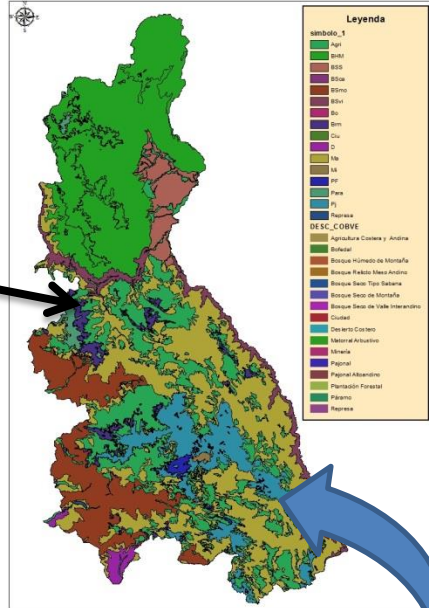 N
Leyenda
simbolo_1
Agri
BHM
BSS
BSca
BSmo
BSvi
Bo
Brm
Ciu
D
Ma
Mi
PF
Para
Pj
Represa
DESC_COBVE
Agricultura Costera y Andina
Bofedal
Bosque Húmedo de Montaña
Bosque Relicto Meso Andino
Bosque Seco Tipo Sabana
Bosque Seco de Montaña
Bosque Seco de Valle Interandino
Ciudad
Desierto Costero
Matorral Arbustivo
Minería
Pajonal
Pajonal Altoandino
Plantación Forestal
Páramo
Represa